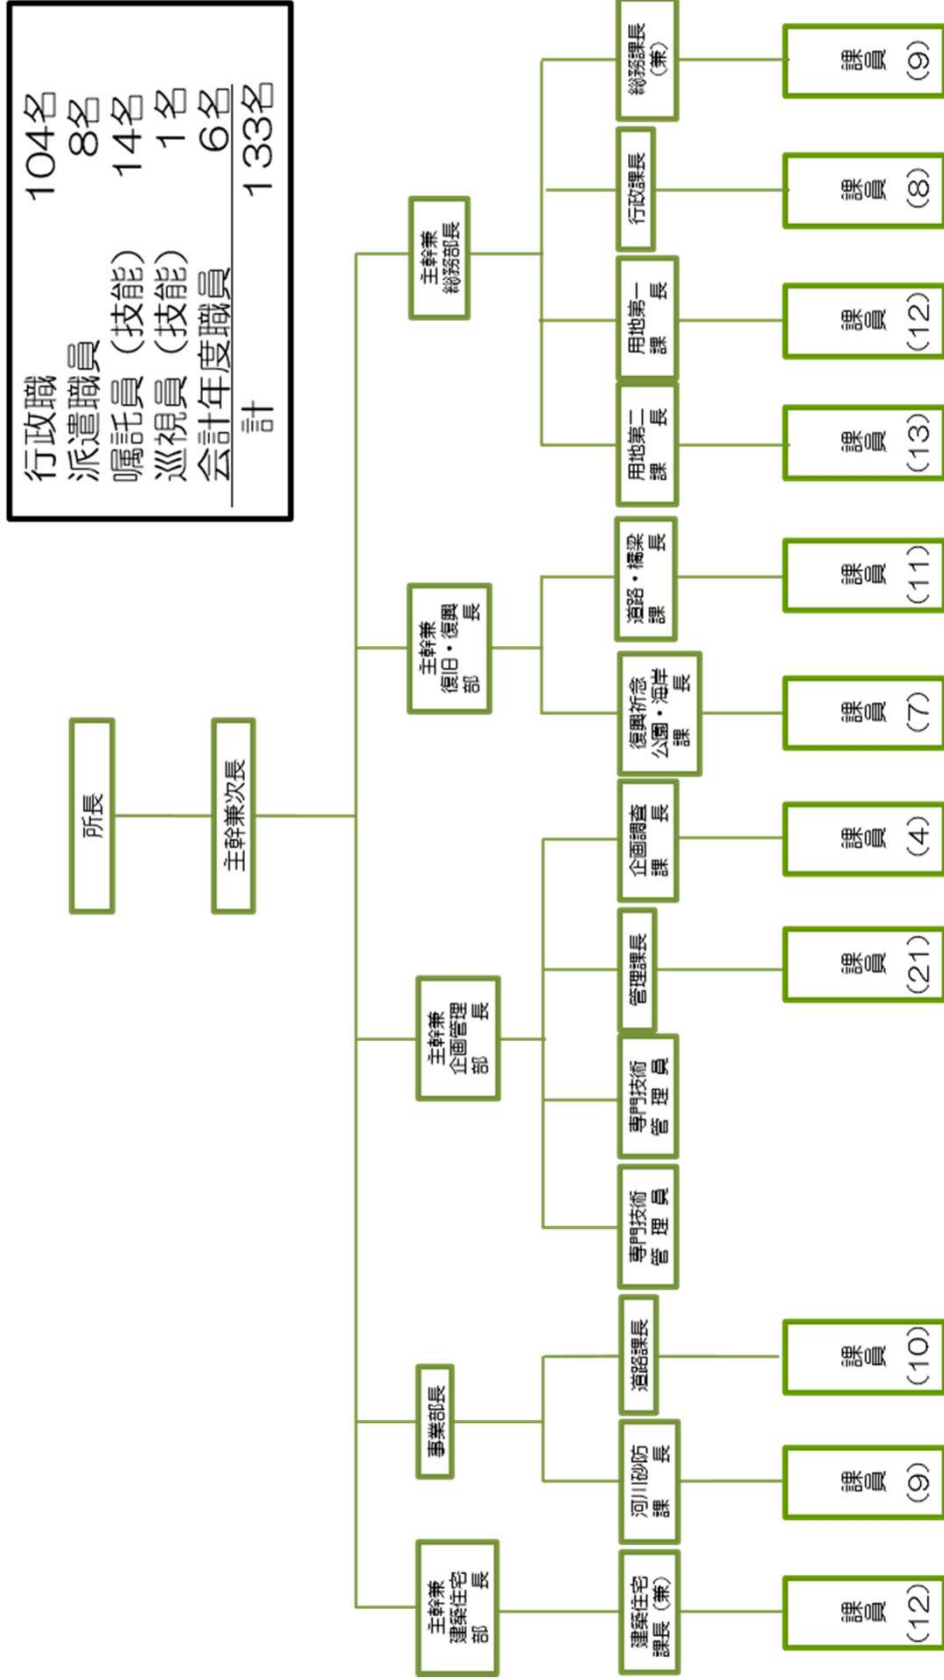 行政職 104名
派遣職員 8名
嘱託員（技能） 14名
巡視員（技能） 1名
会計年度職員 6名
計 133名
所長
主幹兼次長
主幹兼
建築住宅
部 長
事業部長
主幹兼
企画管理
部 長
主幹兼
復旧・復興
部 長
主幹兼
総務部長
建築住宅
課長（兼）
河川砂防
課 長
道路課長
専門技術
管 理 員
専門技術
管 理 員
管理課長
企画調査
課 長
復興祈念
公園・海岸
課 長
道路・橋梁
課 長
用地第二
課 長
用地第一
課 長
行政課長
総務課長
（兼）
課員
（12）
課員
（9）
課員
（10）
課員
（21）
課員
（4）
課員
（7）
課員
（11）
課員
（13）
課員
（12）
課員
（8）
課員
（9）